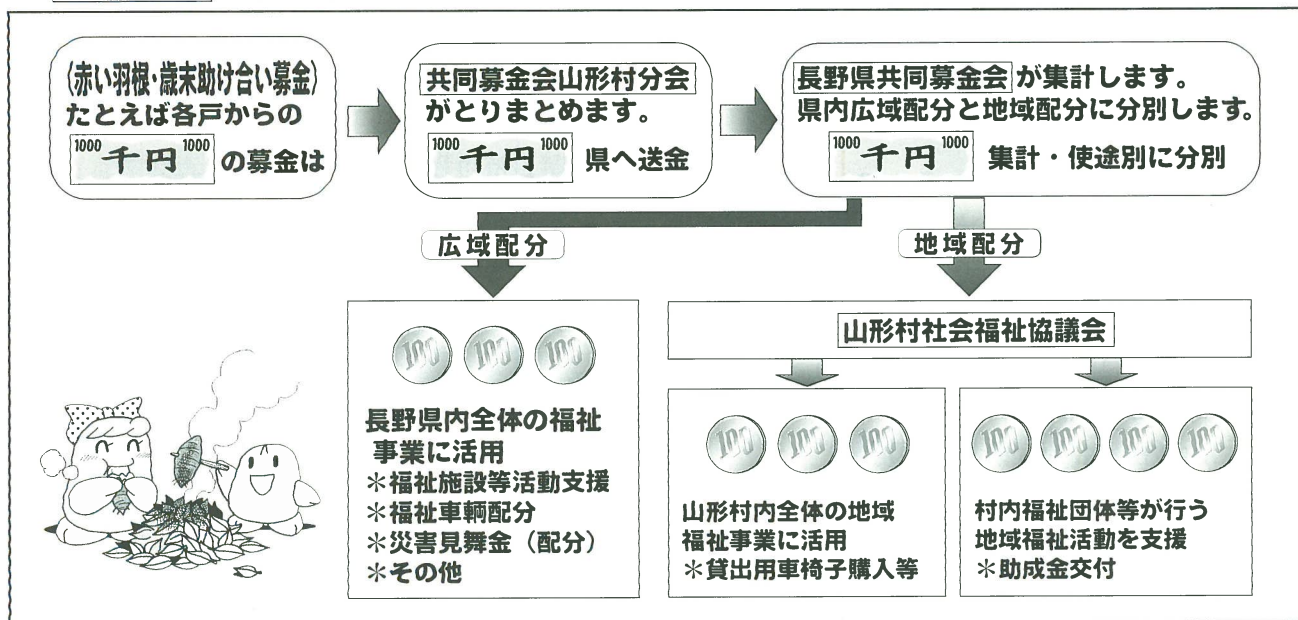 （赤い羽根・歳末助け合い募金）
たとえば各戸からの
1000 千円 1000 の募金は
共同募金会山形村分会
がとりまとめます。
1000 千円 1000 県へ送金
長野県共同募金会 が集計します。
県内広域配分と地域配分に分別します。
1000 千円 1000 集計・使途別に分別
広域配分
地域配分
100 100 100
長野県内全体の福祉
事業に活用
＊福祉施設等活動支援
＊福祉車輌配分
＊災害見舞金（配分）
＊その他
山形村社会福祉協議会
100 100 100
山形村内全体の地域
福祉事業に活用
＊貸出用車椅子購入等
100 100 100 100
村内福祉団体等が行う
地域福祉活動を支援
＊助成金交付